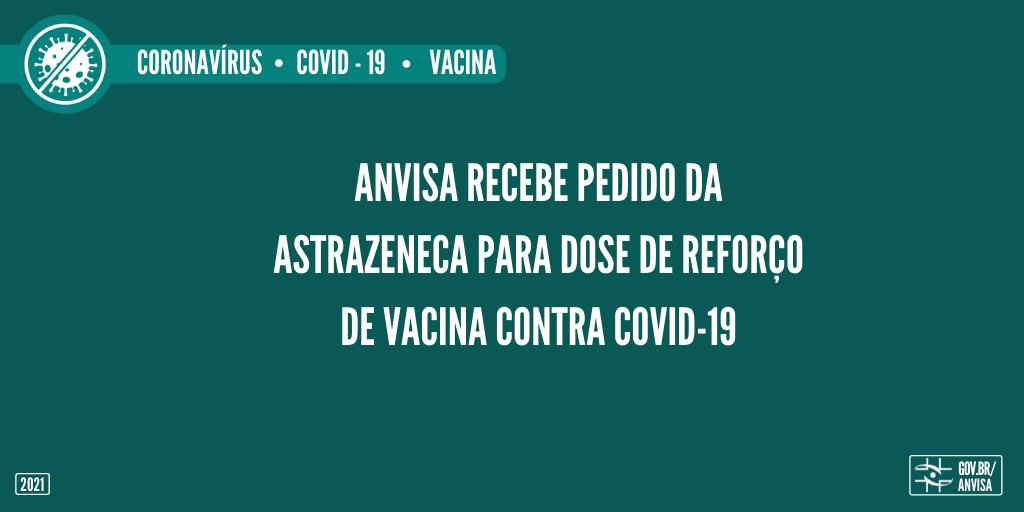 CORONAVÍRUS • COVID - 19 • VACINA
ANVISA RECEBE PEDIDO DA
ASTRAZENECA PARA DOSE DE REFORÇO
DE VACINA CONTRA COVID-19
2021
GOV.BR/
ANVISA